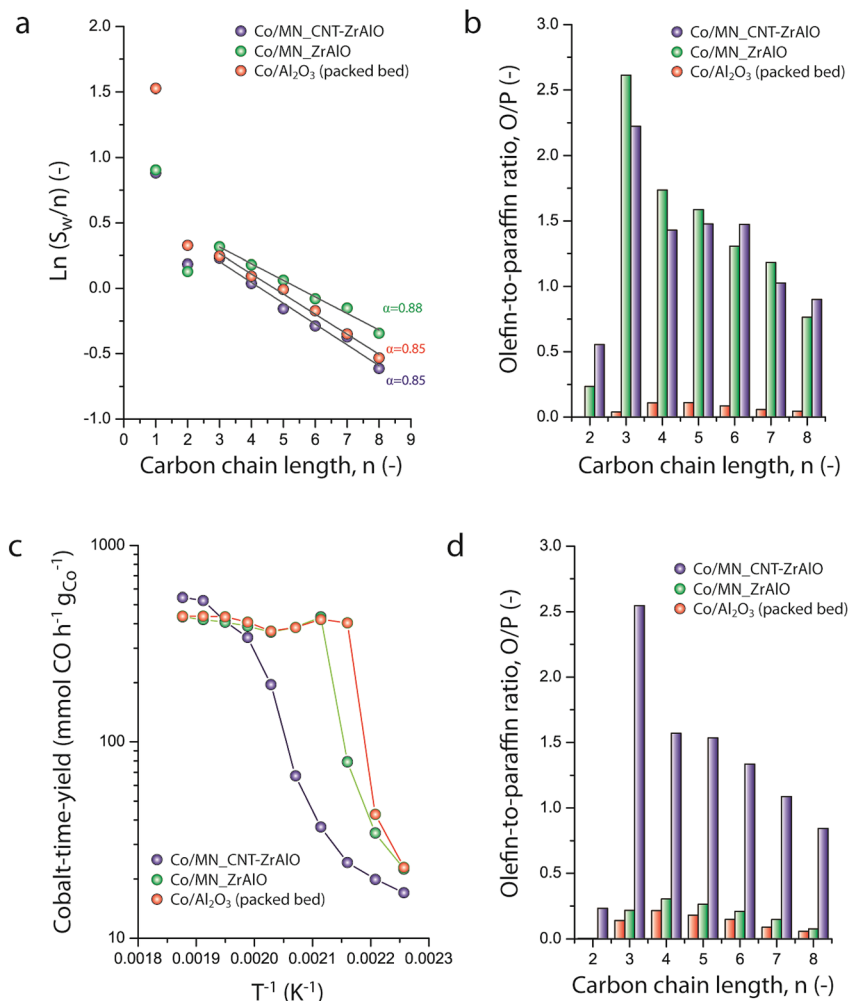 a
Co/MN_CNT-ZrAlO
Co/MN_ZrAlO
Co/Al₂O₃ (packed bed)
2.0
1.5
1.0
0.5
0.0
-0.5
-1.0
Ln (S_W/n) (-)
α=0.88
α=0.85
α=0.85
0 1 2 3 4 5 6 7 8 9
Carbon chain length, n (-)
b
Co/MN_CNT-ZrAlO
Co/MN_ZrAlO
Co/Al₂O₃ (packed bed)
3.0
2.5
2.0
1.5
1.0
0.5
0.0
Olefin-to-paraffin ratio, O/P (-)
2 3 4 5 6 7 8
Carbon chain length, n (-)
c
1000
100
10
Cobalt-time-yield (mmol CO h⁻¹ g_Co⁻¹)
Co/MN_CNT-ZrAlO
Co/MN_ZrAlO
Co/Al₂O₃ (packed bed)
0.0018 0.0019 0.0020 0.0021 0.0022 0.0023
T⁻¹ (K⁻¹)
d
Co/MN_CNT-ZrAlO
Co/MN_ZrAlO
Co/Al₂O₃ (packed bed)
3.0
2.5
2.0
1.5
1.0
0.5
0.0
Olefin-to-paraffin ratio, O/P (-)
2 3 4 5 6 7 8
Carbon chain length, n (-)